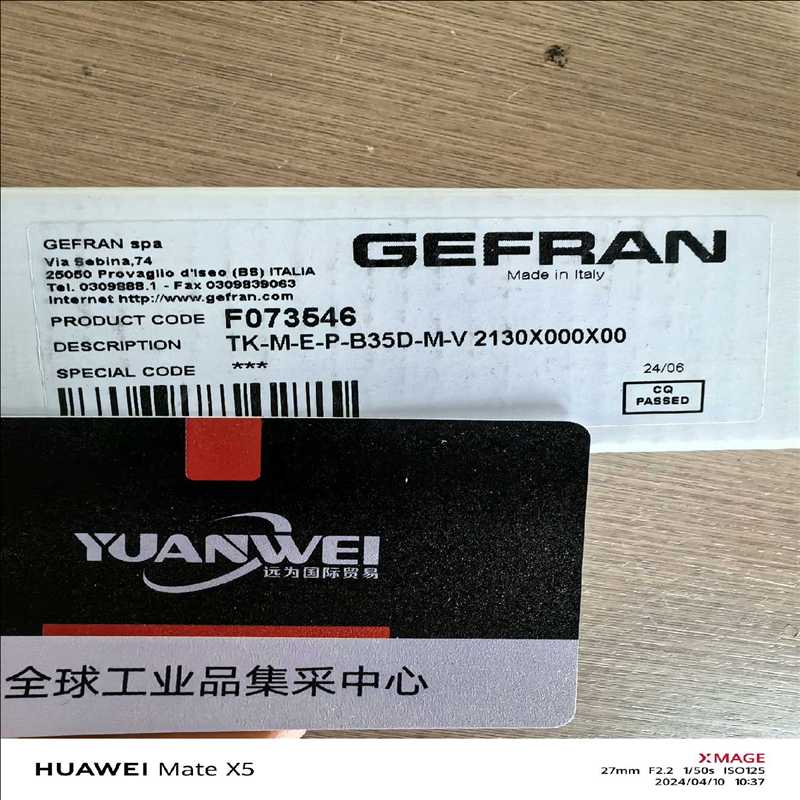 GEFRAN spa
Via Sebina,74
25050 Provaglio d'Iseo (BS) ITALIA
Tel. 0309888.1 - Fax 0309839063
Internet http://www.gefran.com
GEFRAN
Made in Italy
PRODUCT CODE F073546
DESCRIPTION TK-M-E-P-B35D-M-V 2130X000X00
SPECIAL CODE ***
24/06
CQ
PASSED
YUANWEI
远为国际贸易
全球工业品集采中心
HUAWEI Mate X5
XMAGE
27mm F2.2 1/50s ISO125
2024/04/10 10:37